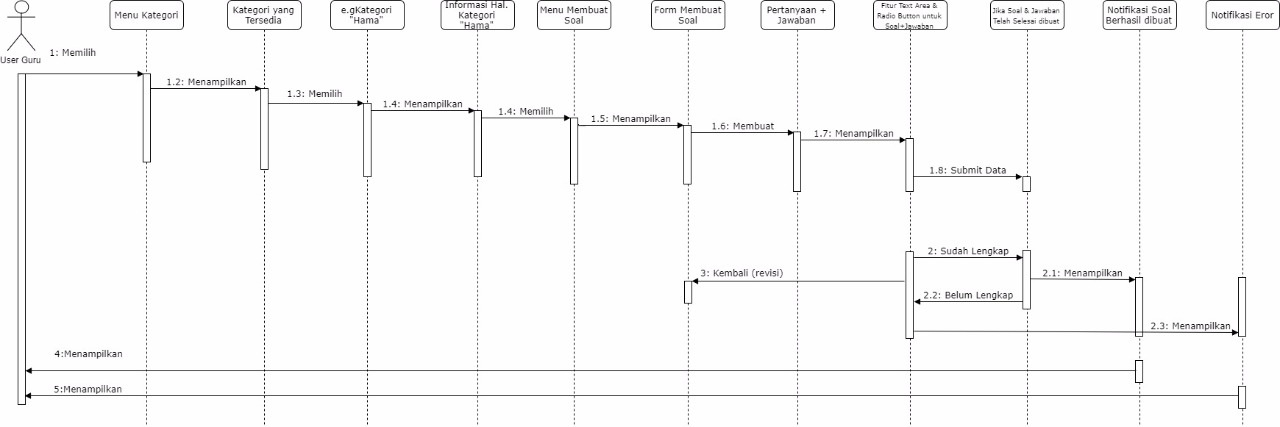 User Guru
Menu Kategori
Kategori yang
Tersedia
e.gKategori
"Hama"
Informasi Hal.
Kategori
"Hama"
Menu Membuat
Soal
Form Membuat
Soal
Pertanyaan +
Jawaban
Fitur Text Area &
Radio Button untuk
Soal+Jawaban
Jika Soal & Jawaban
Telah Selesai dibuat
Notifikasi Soal
Berhasil dibuat
Notifikasi Eror
1: Memilih
1.2: Menampilkan
1.3: Memilih
1.4: Menampilkan
1.4: Memilih
1.5: Menampilkan
1.6: Membuat
1.7: Menampilkan
1.8: Submit Data
2: Sudah Lengkap
3: Kembali (revisi)
2.1: Menampilkan
2.2: Belum Lengkap
2.3: Menampilkan
4:Menampilkan
5:Menampilkan